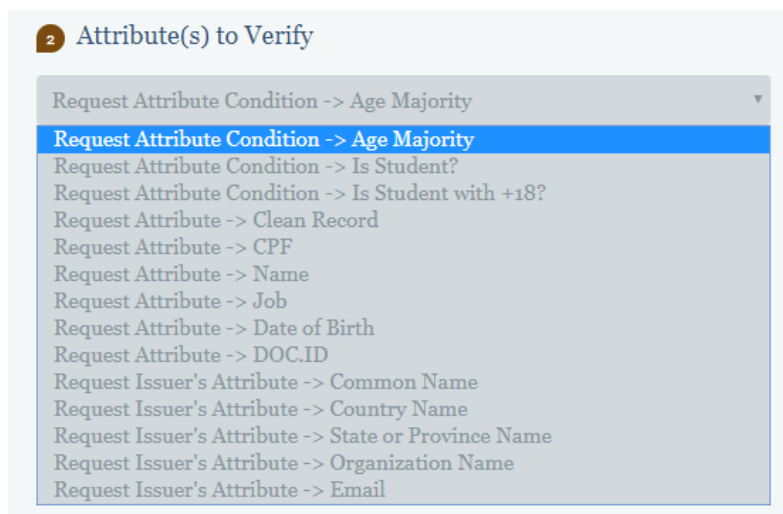 2 Attribute(s) to Verify
Request Attribute Condition -> Age Majority
Request Attribute Condition -> Age Majority
Request Attribute Condition -> Is Student?
Request Attribute Condition -> Is Student with +18?
Request Attribute -> Clean Record
Request Attribute -> CPF
Request Attribute -> Name
Request Attribute -> Job
Request Attribute -> Date of Birth
Request Attribute -> DOC.ID
Request Issuer's Attribute -> Common Name
Request Issuer's Attribute -> Country Name
Request Issuer's Attribute -> State or Province Name
Request Issuer's Attribute -> Organization Name
Request Issuer's Attribute -> Email